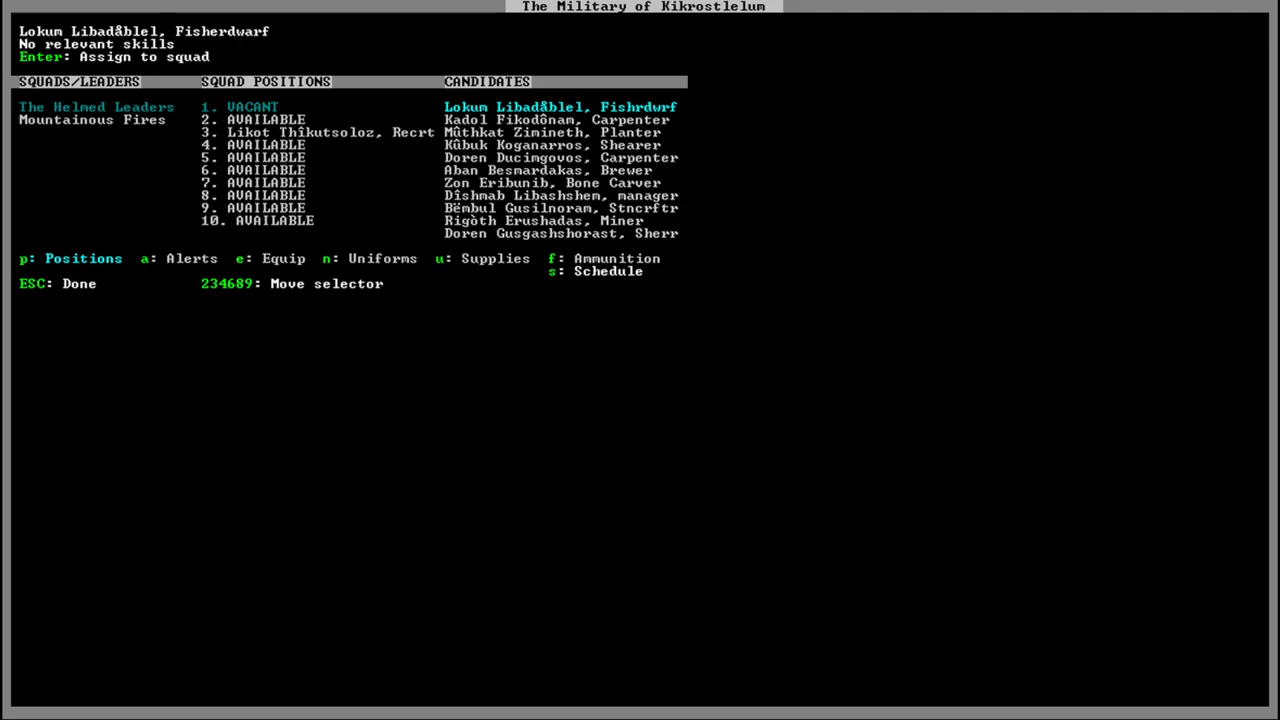 The Military of Kikrostlelum
Lokum Libadåblel, Fisherdwarf
No relevant skills
Enter: Assign to squad
SQUADS/LEADERS SQUAD POSITIONS CANDIDATES
The Helmed Leaders 1. VACANT Lokum Libadåblel, Fishrdwrf
Mountainous Fires 2. AVAILABLE Kadol Fikodônam, Carpenter
3. Likot Thîkutsoloz, Recrt Mûthkat Zimineth, Planter
4. AVAILABLE Kûbuk Koganarros, Shearer
5. AVAILABLE Doren Ducimgovos, Carpenter
6. AVAILABLE Aban Besmardakas, Brewer
7. AVAILABLE Zon Eribunib, Bone Carver
8. AVAILABLE Dîshmab Libashshem, manager
9. AVAILABLE Bëmbul Gusilnoram, Stncrftr
10. AVAILABLE Rigòth Erushadas, Miner
Doren Gusgashshorast, Sherr
p: Positions a: Alerts e: Equip n: Uniforms u: Supplies f: Ammunition
s: Schedule
ESC: Done 234689: Move selector